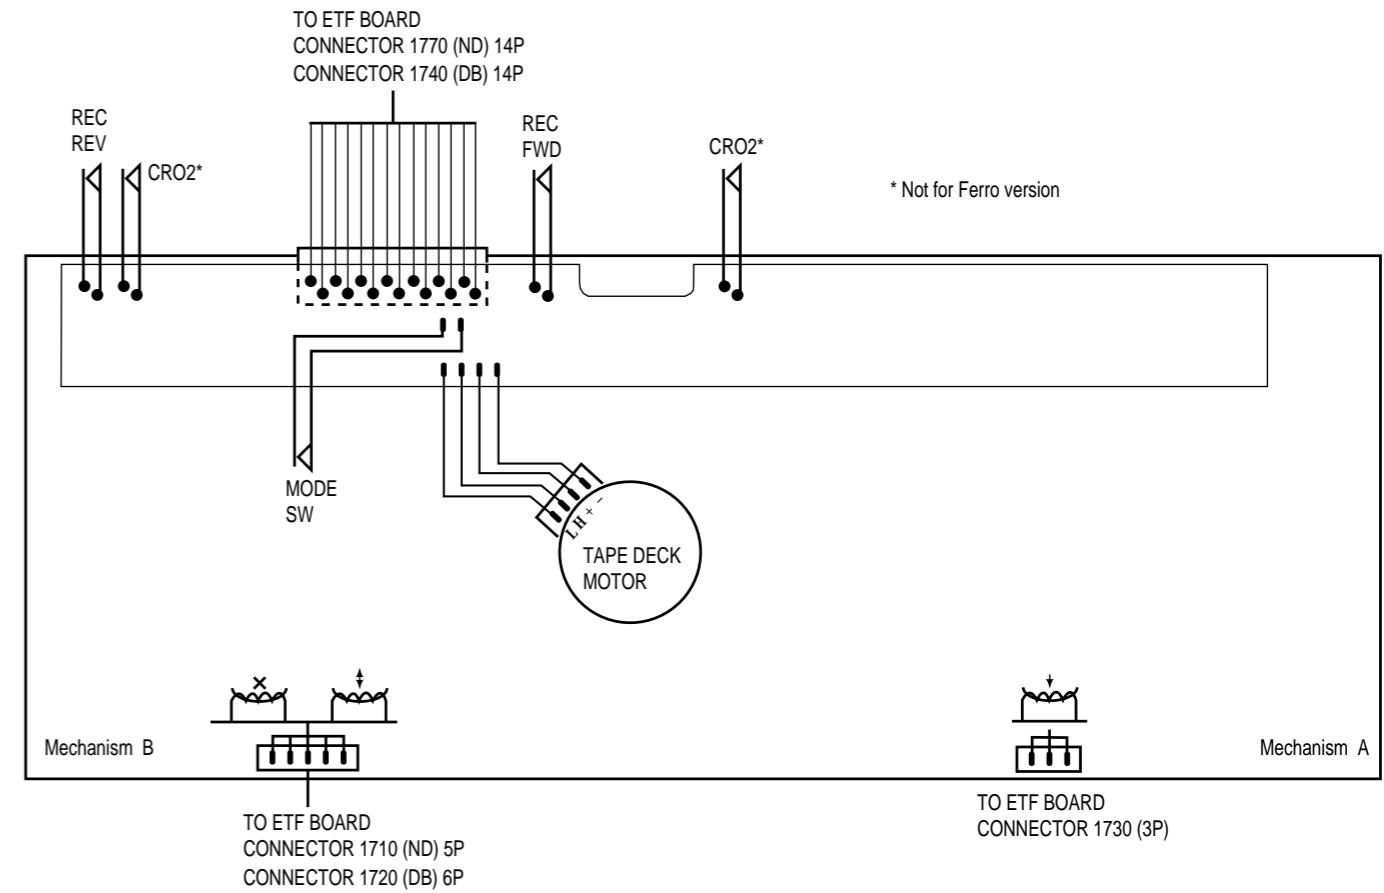 TO ETF BOARD
CONNECTOR 1770 (ND) 14P
CONNECTOR 1740 (DB) 14P
REC
REV
CRO2*
REC
FWD
CRO2*
* Not for Ferro version
MODE
SW
L H + -
TAPE DECK
MOTOR
Mechanism B
Mechanism A
TO ETF BOARD
CONNECTOR 1710 (ND) 5P
CONNECTOR 1720 (DB) 6P
TO ETF BOARD
CONNECTOR 1730 (3P)